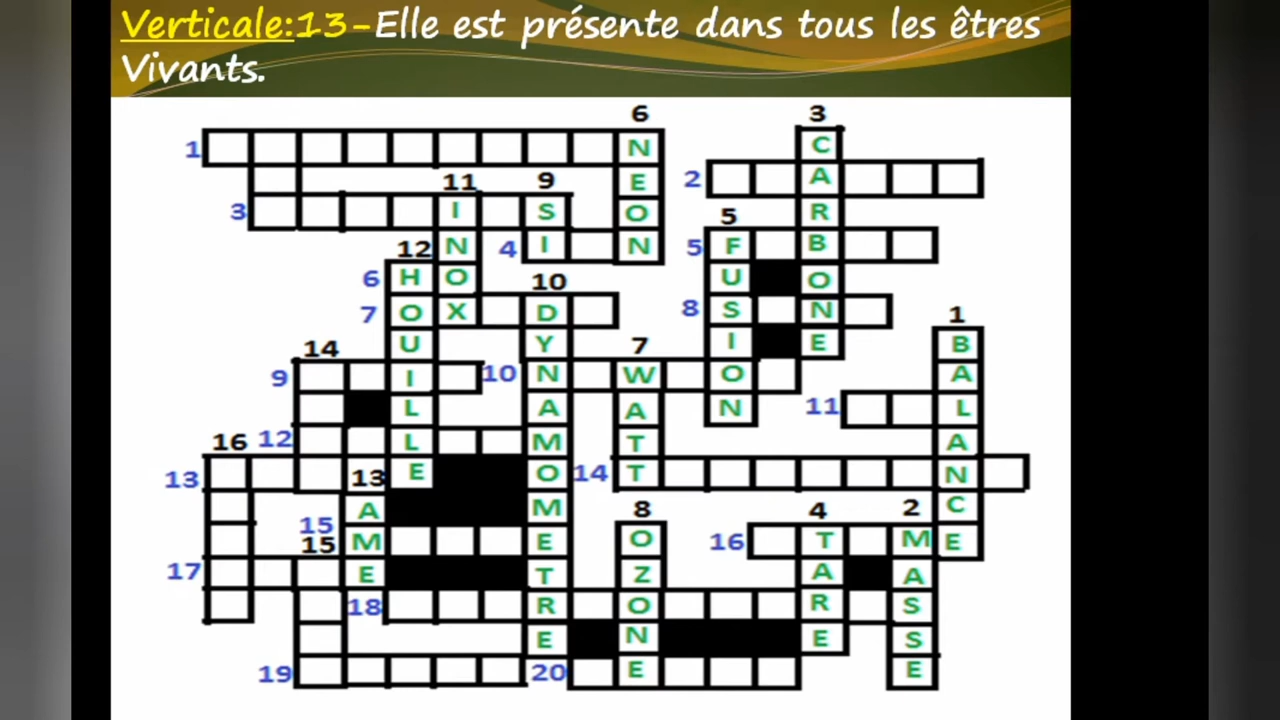 Verticale:13-Elle est présente dans tous les êtres
Vivants.
6 3
1 N C
2 A
11 9 E
3 I S O R
5
12 N 4 I N 5 F B
6 H O 10 U O
7 O X D 8 S N 1
14 U Y 7 I E B
9 I 10 N W O A
L A A N 11 L
16 12 L M T A
13 13 E O 14 T N
A M 8 4 2 C
15 M E O 16 T M E
15
17 E T Z A A
18 R O R S
E N E S
19 20 E E